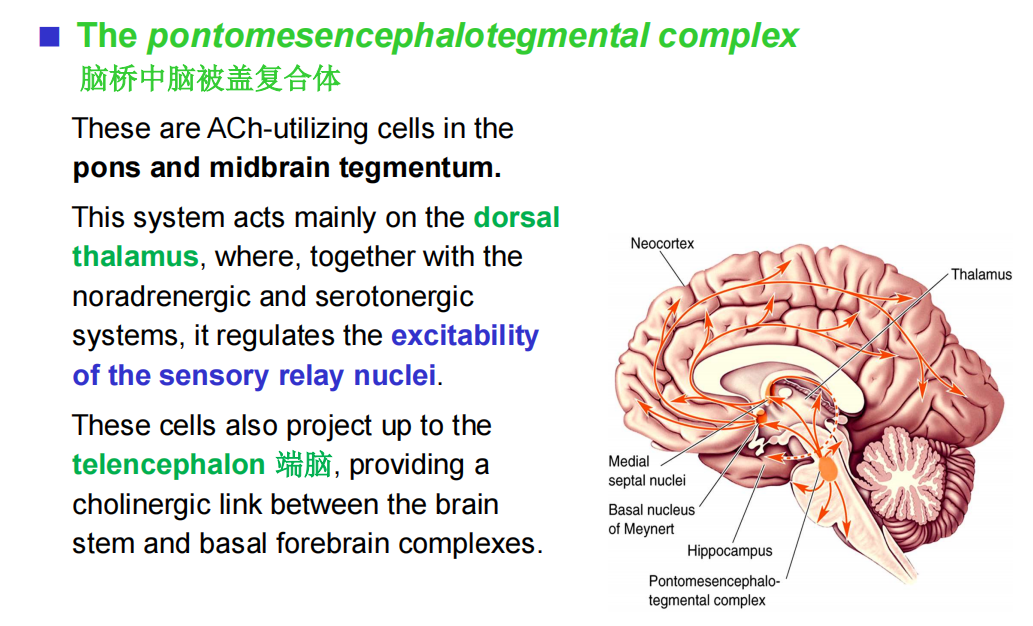 The pontomesencephalotegmental complex
脑桥中脑被盖复合体
These are ACh-utilizing cells in the
pons and midbrain tegmentum.
This system acts mainly on the dorsal
thalamus, where, together with the
noradrenergic and serotonergic
systems, it regulates the excitability
of the sensory relay nuclei.
These cells also project up to the
telencephalon 端脑, providing a
cholinergic link between the brain
stem and basal forebrain complexes.
Neocortex
Thalamus
Medial
septal nuclei
Basal nucleus
of Meynert
Hippocampus
Pontomesencephalo-
tegmental complex